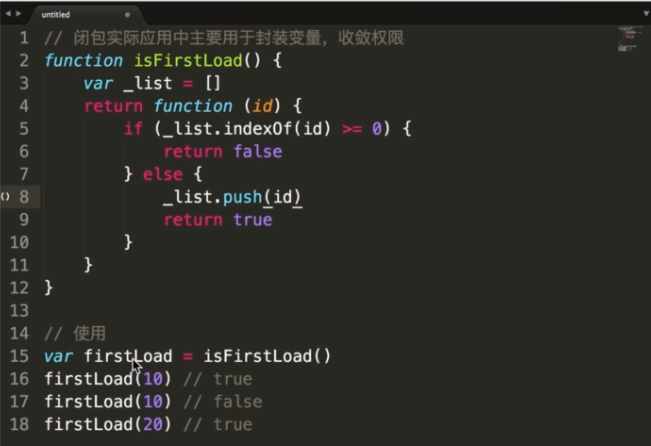 untitled
1 // 闭包实际应用中主要用于封装变量，收敛权限
2 function isFirstLoad() {
3     var _list = []
4     return function (id) {
5         if (_list.indexOf(id) >= 0) {
6             return false
7         } else {
8             _list.push(id)
9             return true
10         }
11     }
12 }
13
14 // 使用
15 var firstLoad = isFirstLoad()
16 firstLoad(10) // true
17 firstLoad(10) // false
18 firstLoad(20) // true